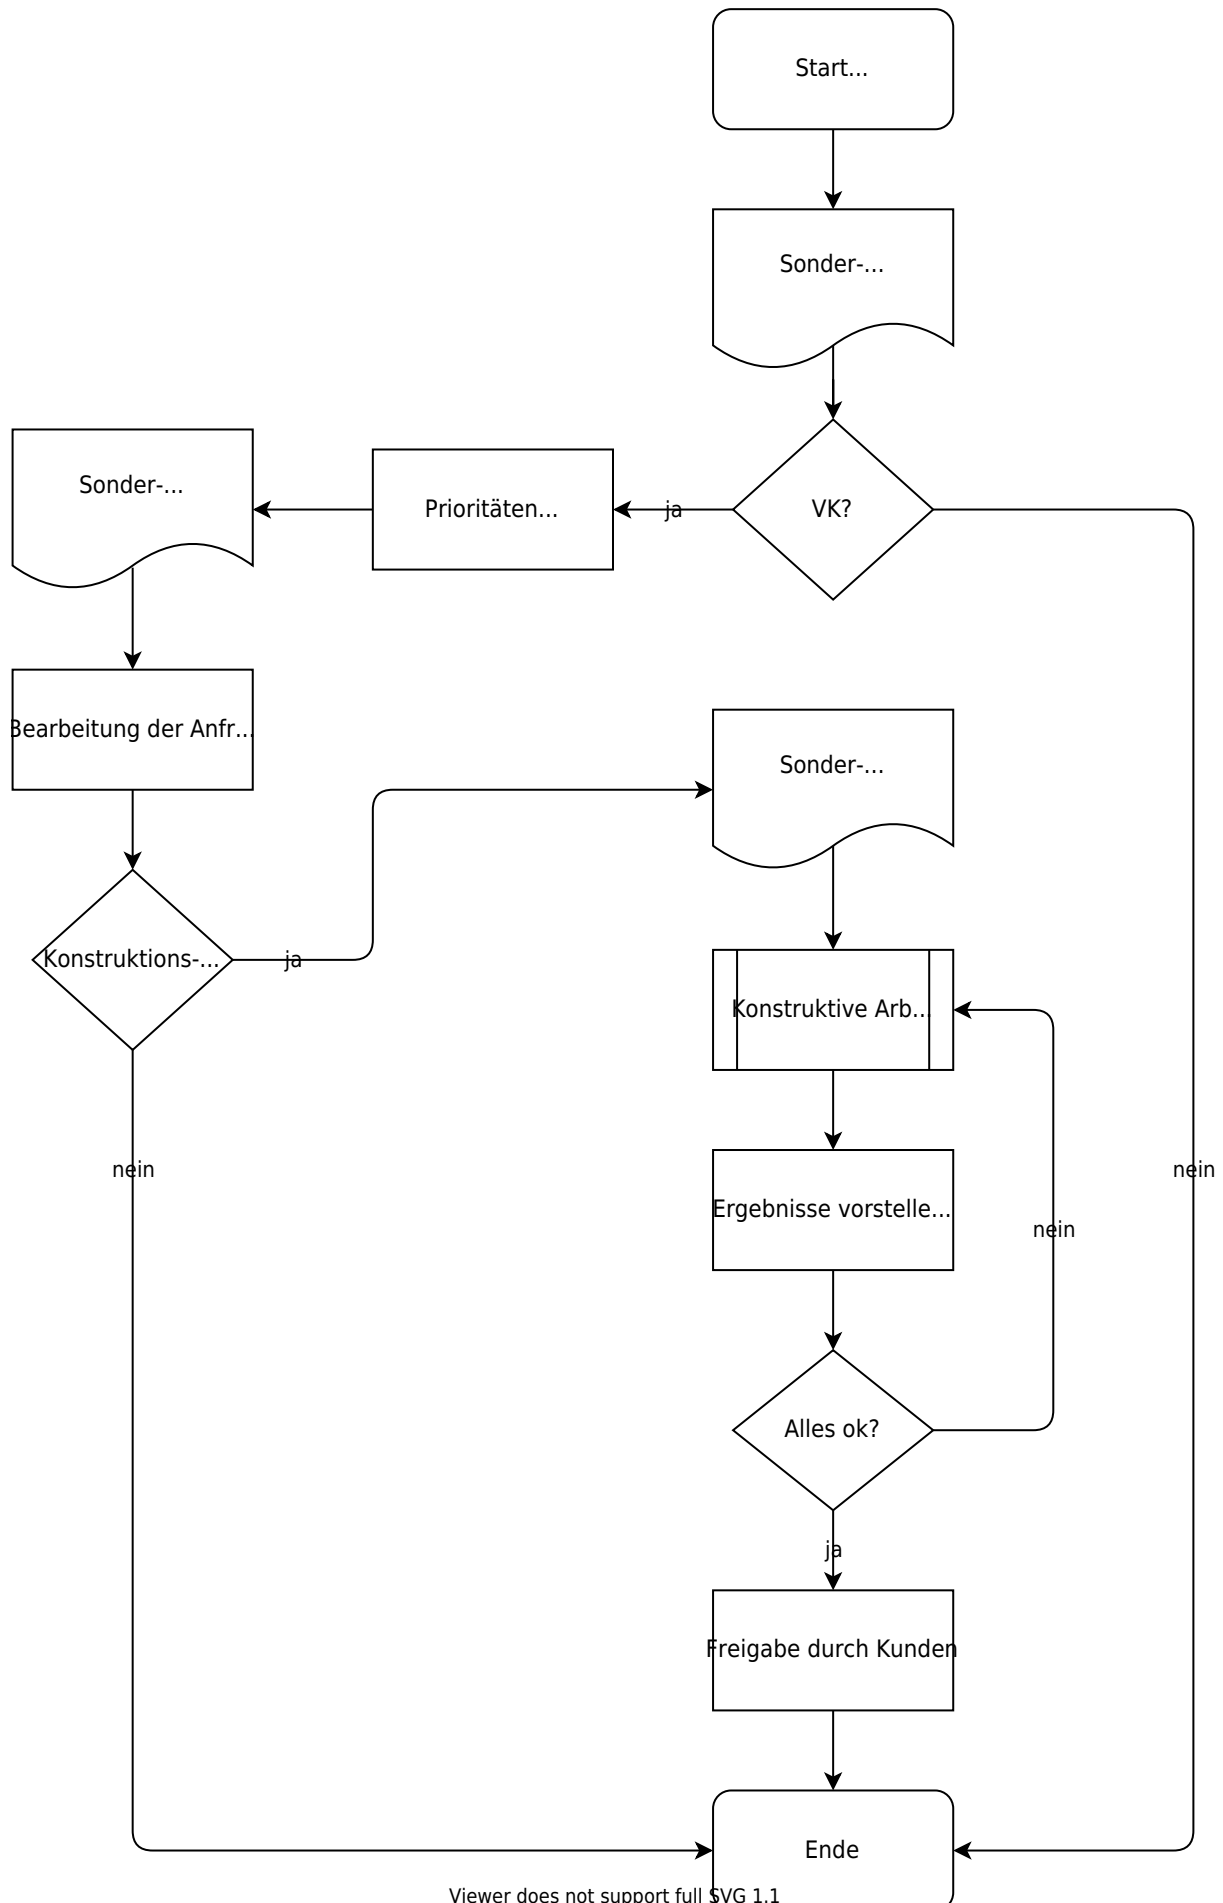 Start...
Sonder-...
Sonder-...
Prioritäten...
ja
VK?
Bearbeitung der Anfr...
Sonder-...
Konstruktions-...
ja
Konstruktive Arb...
nein
nein
Ergebnisse vorstelle...
nein
Alles ok?
ja
Freigabe durch Kunden
Ende
Viewer does not support full SVG 1.1